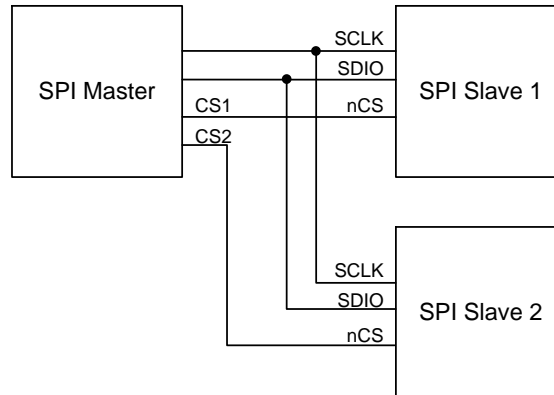 SCLK
SDIO
SPI Master
SPI Slave 1
CS1
nCS
CS2
SCLK
SDIO
SPI Slave 2
nCS